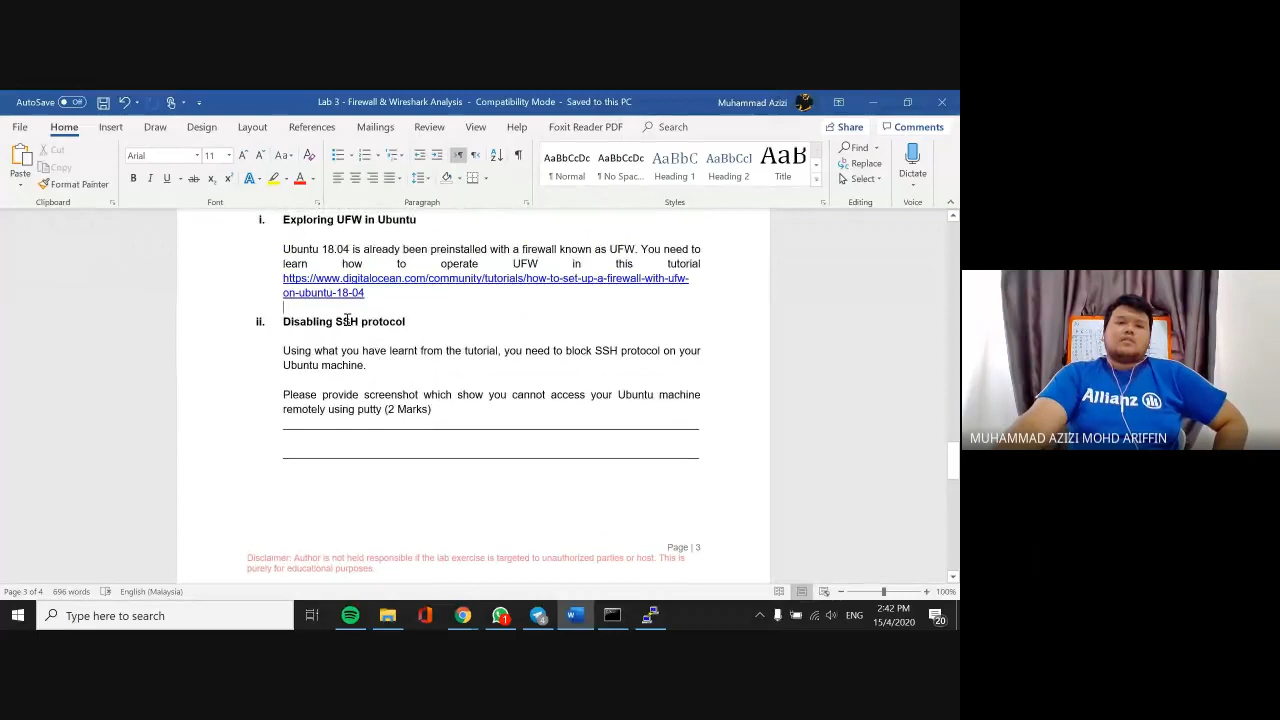 AutoSave Off
Lab 3 - Firewall & Wireshark Analysis - Compatibility Mode - Saved to this PC
Muhammad Azizi
File Home Insert Draw Design Layout References Mailings Review View Help Foxit Reader PDF Search
Share Comments
Paste
Cut
Copy
Format Painter
Arial 11
AaBbCcDc AaBbCcDc AaBbC AaBbCcI AaB
¶ Normal ¶ No Spac... Heading 1 Heading 2 Title
Find
Replace
Select
Dictate
Clipboard Font Paragraph Styles Editing Voice
i. Exploring UFW in Ubuntu
Ubuntu 18.04 is already been preinstalled with a firewall known as UFW. You need to
learn how to operate UFW in this tutorial
https://www.digitalocean.com/community/tutorials/how-to-set-up-a-firewall-with-ufw-
on-ubuntu-18-04
ii. Disabling SSH protocol
Using what you have learnt from the tutorial, you need to block SSH protocol on your
Ubuntu machine.
Please provide screenshot which show you cannot access your Ubuntu machine
remotely using putty (2 Marks)
Page | 3
Disclaimer: Author is not held responsible if the lab exercise is targeted to unauthorized parties or host. This is
purely for educational purposes.
Page 3 of 4 696 words English (Malaysia)
100%
Type here to search
ENG
2:42 PM
15/4/2020
20
Allianz
MUHAMMAD AZIZI MOHD ARIFFIN